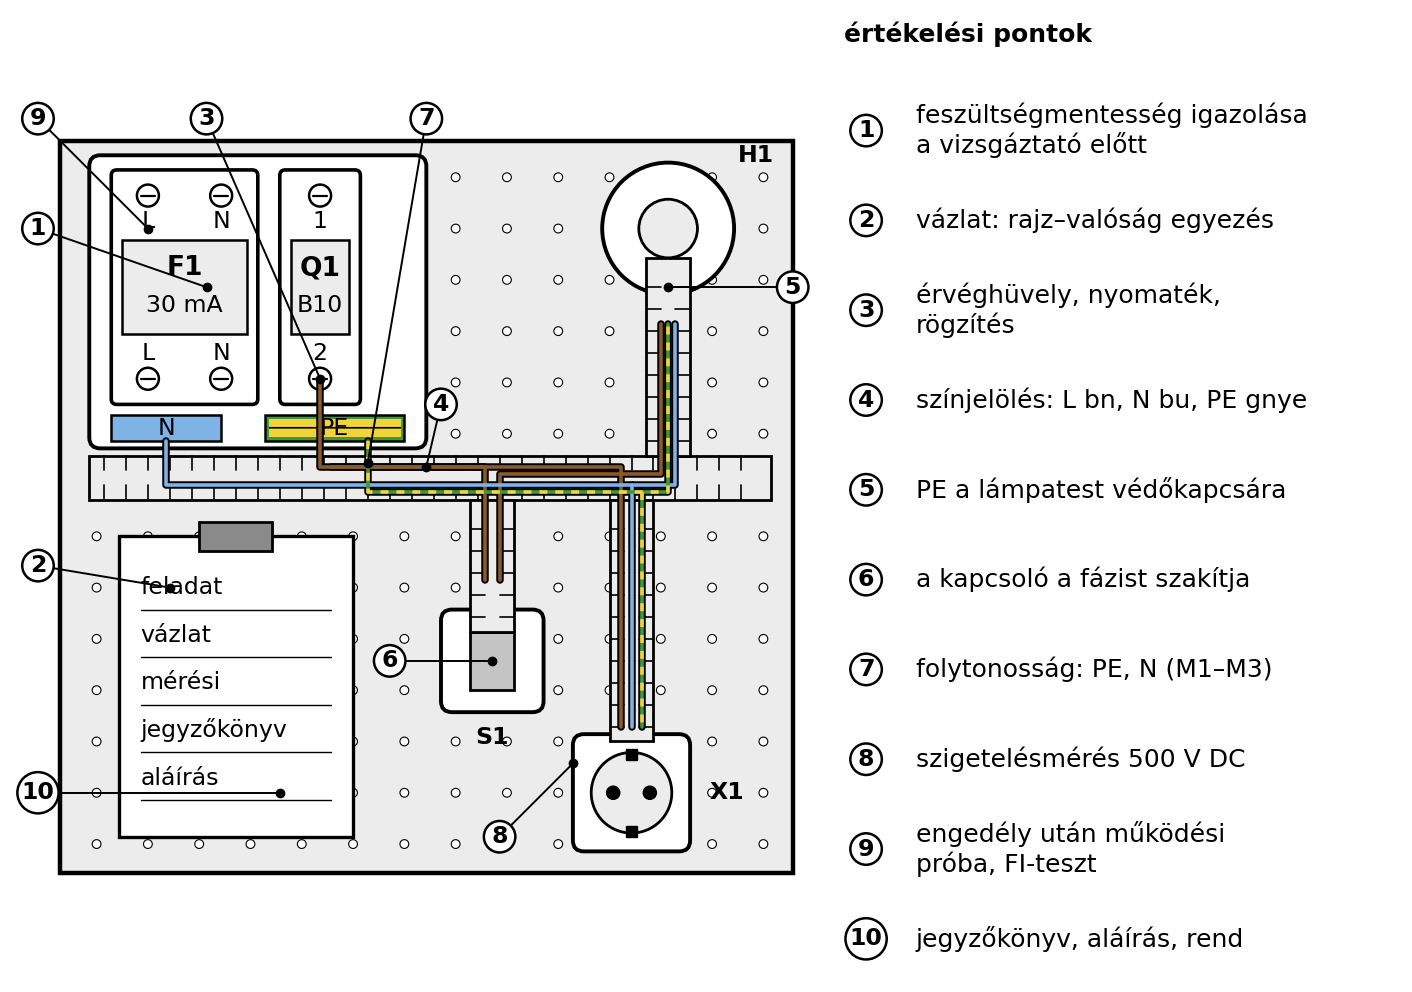 értékelési pontok
9
3
7
1
2
4
5
6
8
10
H1
L N
1
F1
30 mA
Q1
B10
L N
2
N
PE
feladat
vázlat
mérési
jegyzőkönyv
aláírás
S1
X1
1 feszültségmentesség igazolása
a vizsgáztató előtt
2 vázlat: rajz–valóság egyezés
3 érvéghüvely, nyomaték,
rögzítés
4 színjelölés: L bn, N bu, PE gnye
5 PE a lámpatest védőkapcsára
6 a kapcsoló a fázist szakítja
7 folytonosság: PE, N (M1–M3)
8 szigetelésmérés 500 V DC
9 engedély után működési
próba, FI-teszt
10 jegyzőkönyv, aláírás, rend